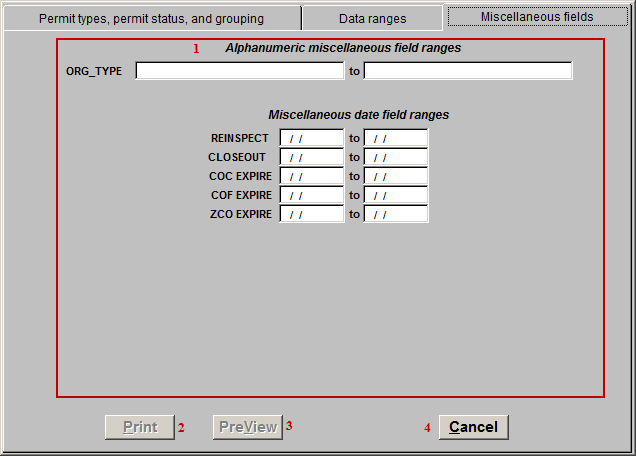 Permit types, permit status, and grouping Data ranges Miscellaneous fields
1 Alphanumeric miscellaneous field ranges
ORG_TYPE to
Miscellaneous date field ranges
REINSPECT / / to / /
CLOSEOUT / / to / /
COC EXPIRE / / to / /
COF EXPIRE / / to / /
ZCO EXPIRE / / to / /
Print 2 PreView 3 4 Cancel